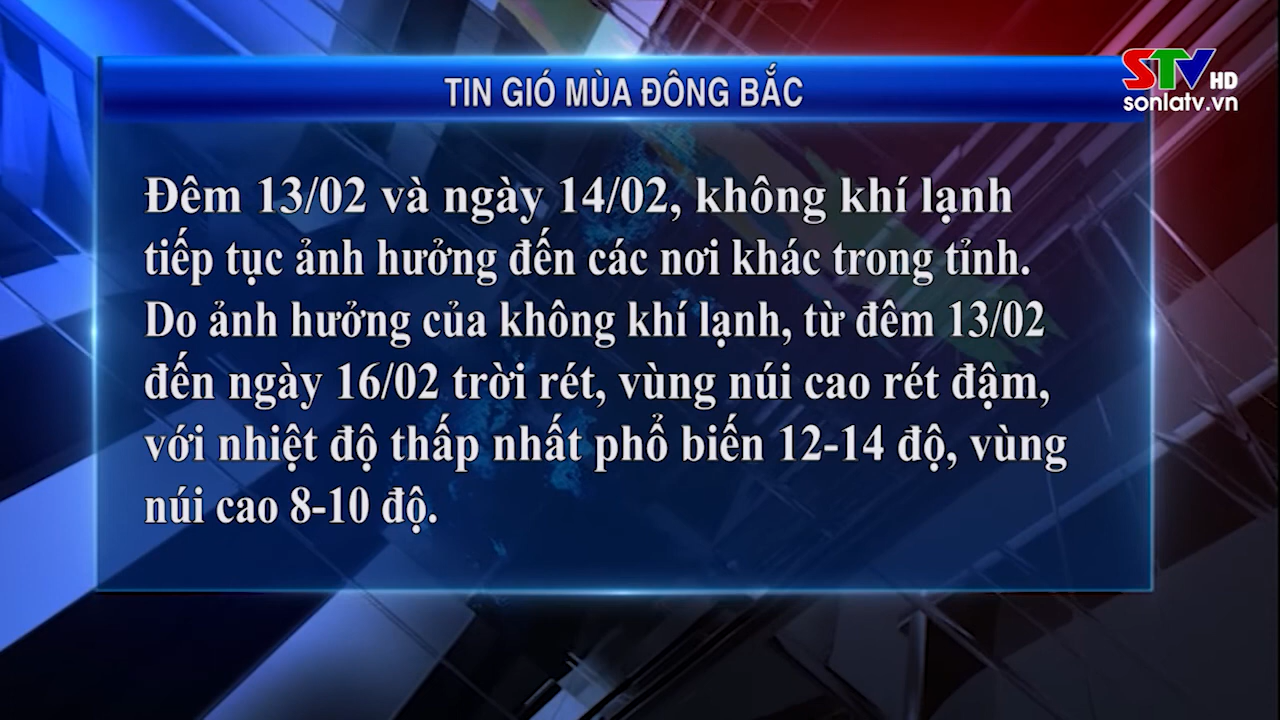 STV HD
sonlatv.vn
TIN GIÓ MÙA ĐÔNG BẮC
Đêm 13/02 và ngày 14/02, không khí lạnh
tiếp tục ảnh hưởng đến các nơi khác trong tỉnh.
Do ảnh hưởng của không khí lạnh, từ đêm 13/02
đến ngày 16/02 trời rét, vùng núi cao rét đậm,
với nhiệt độ thấp nhất phổ biến 12-14 độ, vùng
núi cao 8-10 độ.